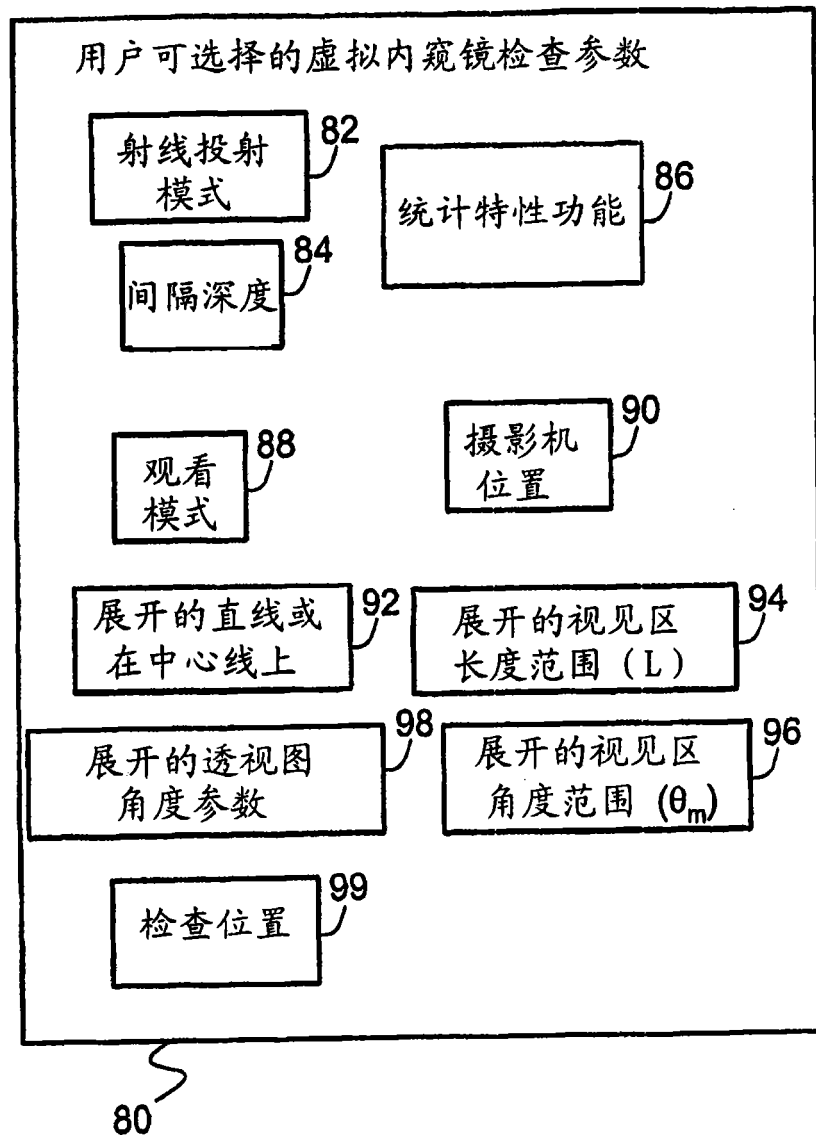 用户可选择的虚拟内窥镜检查参数
射线投射
模式
82
统计特性功能
86
间隔深度
84
观看
模式
88
摄影机
位置
90
展开的直线或
在中心线上
92
展开的视见区
长度范围（L）
94
展开的透视图
角度参数
98
展开的视见区
角度范围 (θm)
96
检查位置
99
80